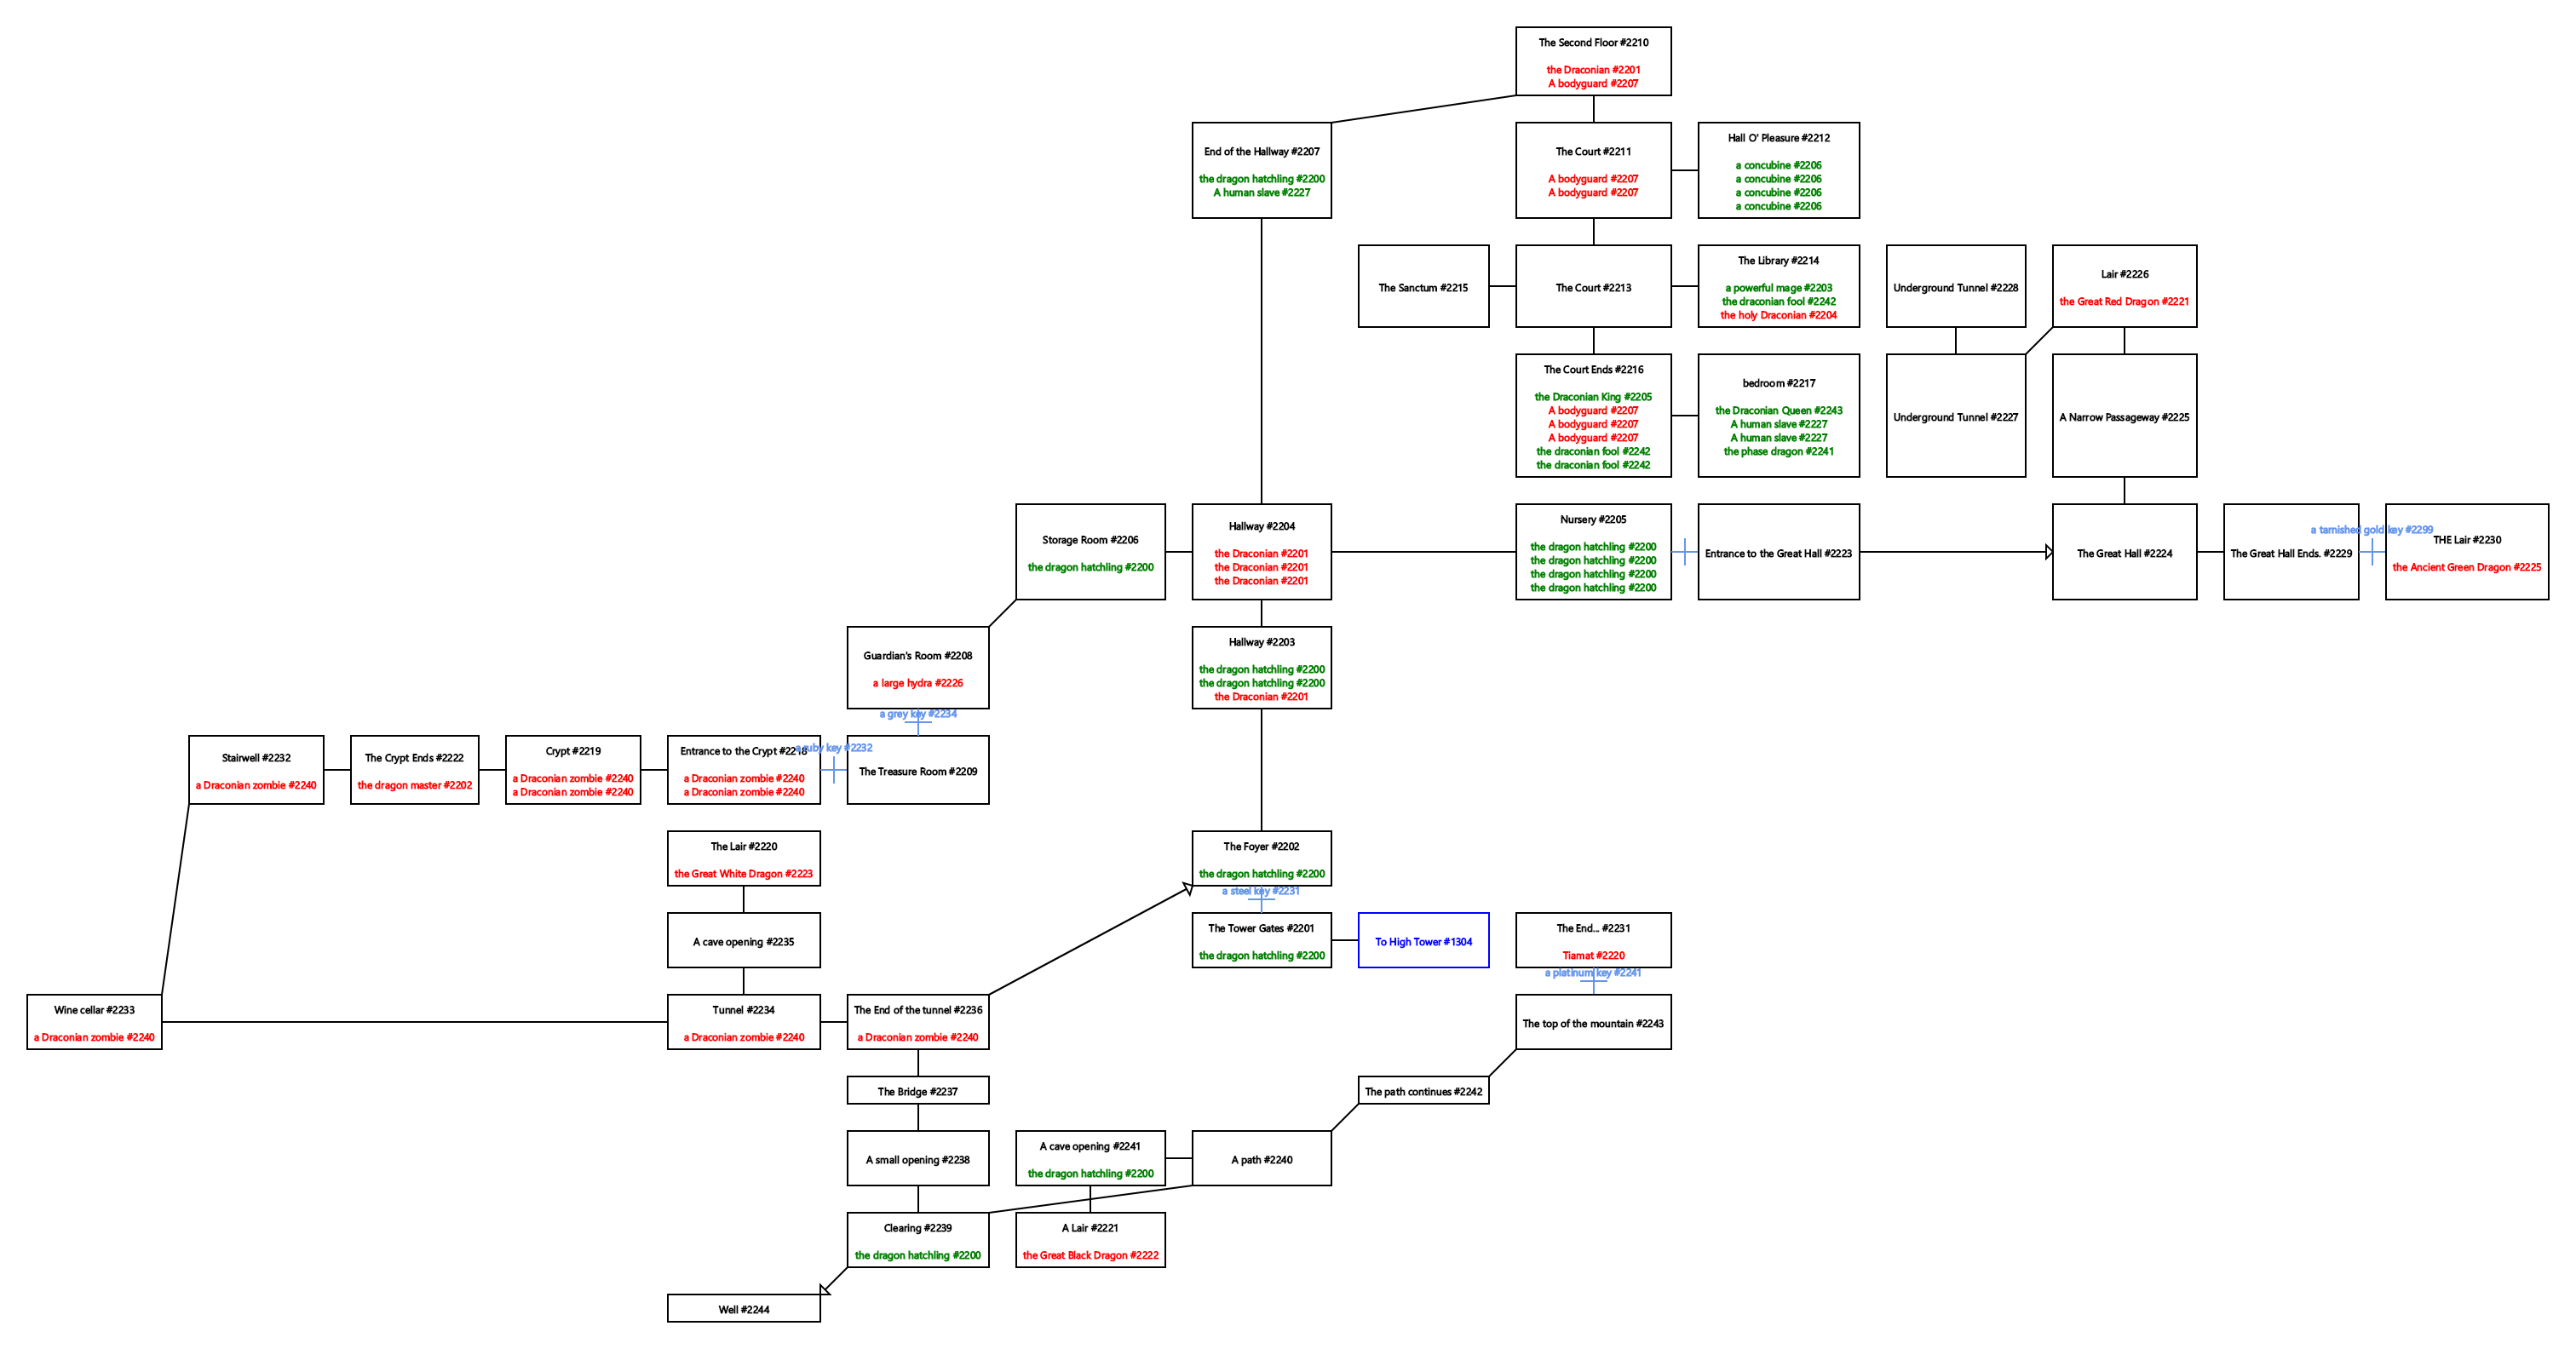 The Second Floor #2210
the Draconian #2201
A bodyguard #2207
End of the Hallway #2207
the dragon hatchling #2200
A human slave #2227
The Court #2211
A bodyguard #2207
A bodyguard #2207
Hall O' Pleasure #2212
a concubine #2206
a concubine #2206
a concubine #2206
a concubine #2206
The Sanctum #2215
The Court #2213
The Library #2214
a powerful mage #2203
the draconian fool #2242
the holy Draconian #2204
Underground Tunnel #2228
Lair #2226
the Great Red Dragon #2221
The Court Ends #2216
the Draconian King #2205
A bodyguard #2207
A bodyguard #2207
A bodyguard #2207
the draconian fool #2242
the draconian fool #2242
bedroom #2217
the Draconian Queen #2243
A human slave #2227
A human slave #2227
the phase dragon #2241
Underground Tunnel #2227
A Narrow Passageway #2225
Storage Room #2206
the dragon hatchling #2200
Hallway #2204
the Draconian #2201
the Draconian #2201
the Draconian #2201
Nursery #2205
the dragon hatchling #2200
the dragon hatchling #2200
the dragon hatchling #2200
the dragon hatchling #2200
Entrance to the Great Hall #2223
The Great Hall #2224
The Great Hall Ends. #2229
a tarnished gold key #2299
THE Lair #2230
the Ancient Green Dragon #2225
Guardian's Room #2208
a large hydra #2226
Hallway #2203
the dragon hatchling #2200
the dragon hatchling #2200
the Draconian #2201
a grey key #2234
Stairwell #2232
a Draconian zombie #2240
The Crypt Ends #2222
the dragon master #2202
Crypt #2219
a Draconian zombie #2240
a Draconian zombie #2240
Entrance to the Crypt #2218
a Draconian zombie #2240
a Draconian zombie #2240
a ruby key #2232
The Treasure Room #2209
The Lair #2220
the Great White Dragon #2223
The Foyer #2202
the dragon hatchling #2200
a steel key #2231
A cave opening #2235
The Tower Gates #2201
the dragon hatchling #2200
To High Tower #1304
The End... #2231
Tiamat #2220
a platinum key #2241
Wine cellar #2233
a Draconian zombie #2240
Tunnel #2234
a Draconian zombie #2240
The End of the tunnel #2236
a Draconian zombie #2240
The top of the mountain #2243
The Bridge #2237
The path continues #2242
A small opening #2238
A cave opening #2241
the dragon hatchling #2200
A path #2240
Clearing #2239
the dragon hatchling #2200
A Lair #2221
the Great Black Dragon #2222
Well #2244